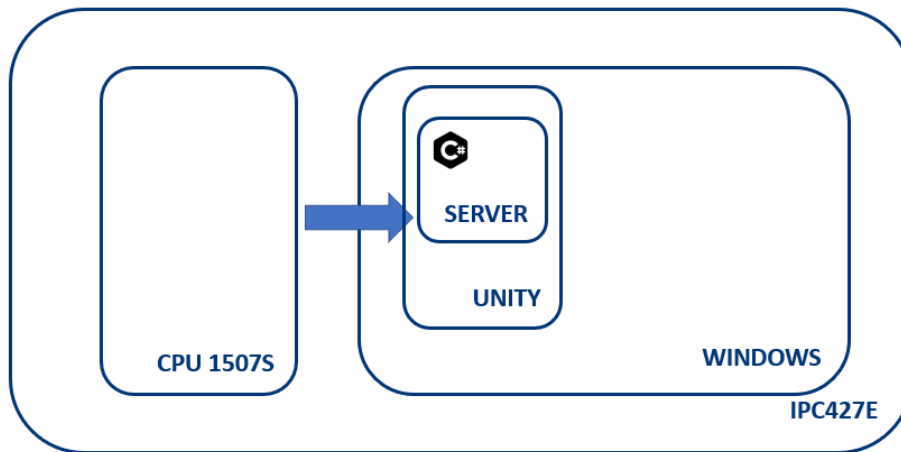 C#
SERVER
UNITY
CPU 1507S
WINDOWS
IPC427E